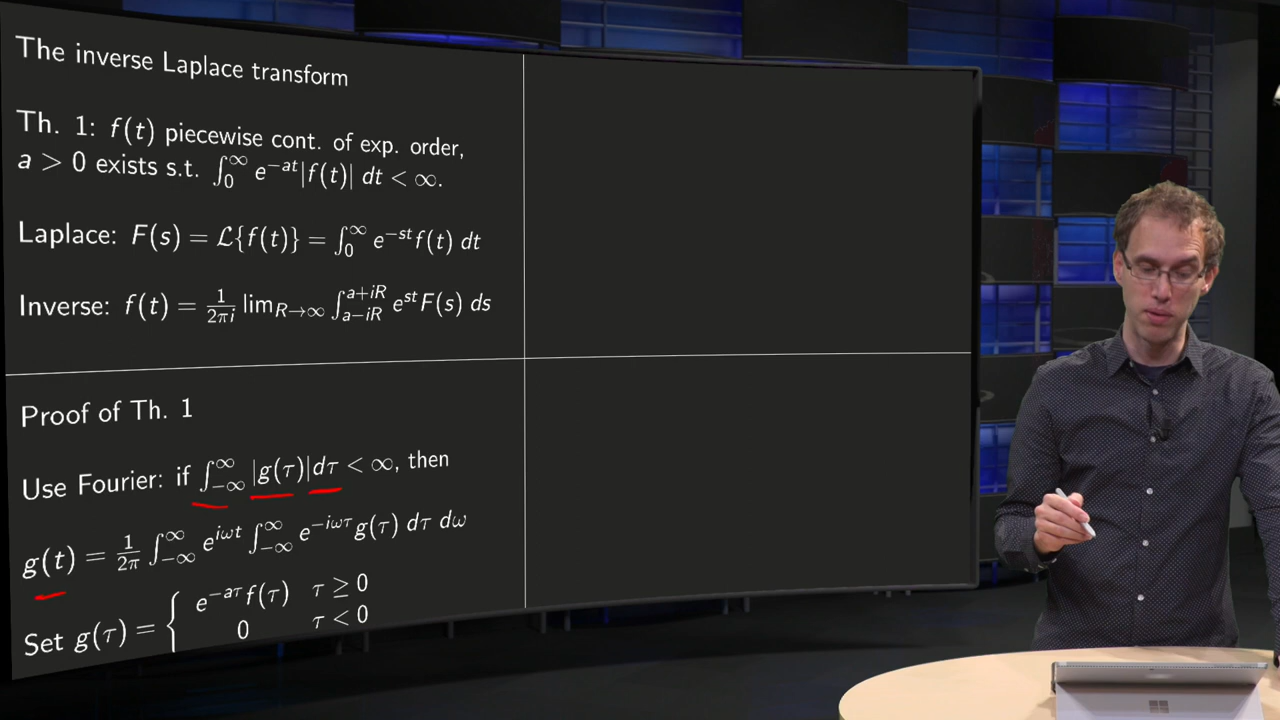 The inverse Laplace transform
Th. 1: f(t) piecewise cont. of exp. order,
a > 0 exists s.t. ∫₀^∞ e^{−at}|f(t)| dt < ∞.
Laplace: F(s) = ℒ{f(t)} = ∫₀^∞ e^{−st} f(t) dt
Inverse: f(t) = \frac{1}{2πi} lim_{R→∞} ∫_{a−iR}^{a+iR} e^{st} F(s) ds
Proof of Th. 1
Use Fourier: if ∫_{−∞}^{∞} |g(τ)|dτ < ∞, then
g(t) = \frac{1}{2π} ∫_{−∞}^{∞} e^{iωt} ∫_{−∞}^{∞} e^{−iωτ} g(τ) dτ dω
Set g(τ) = { e^{−aτ} f(τ) τ ≥ 0
0 τ < 0